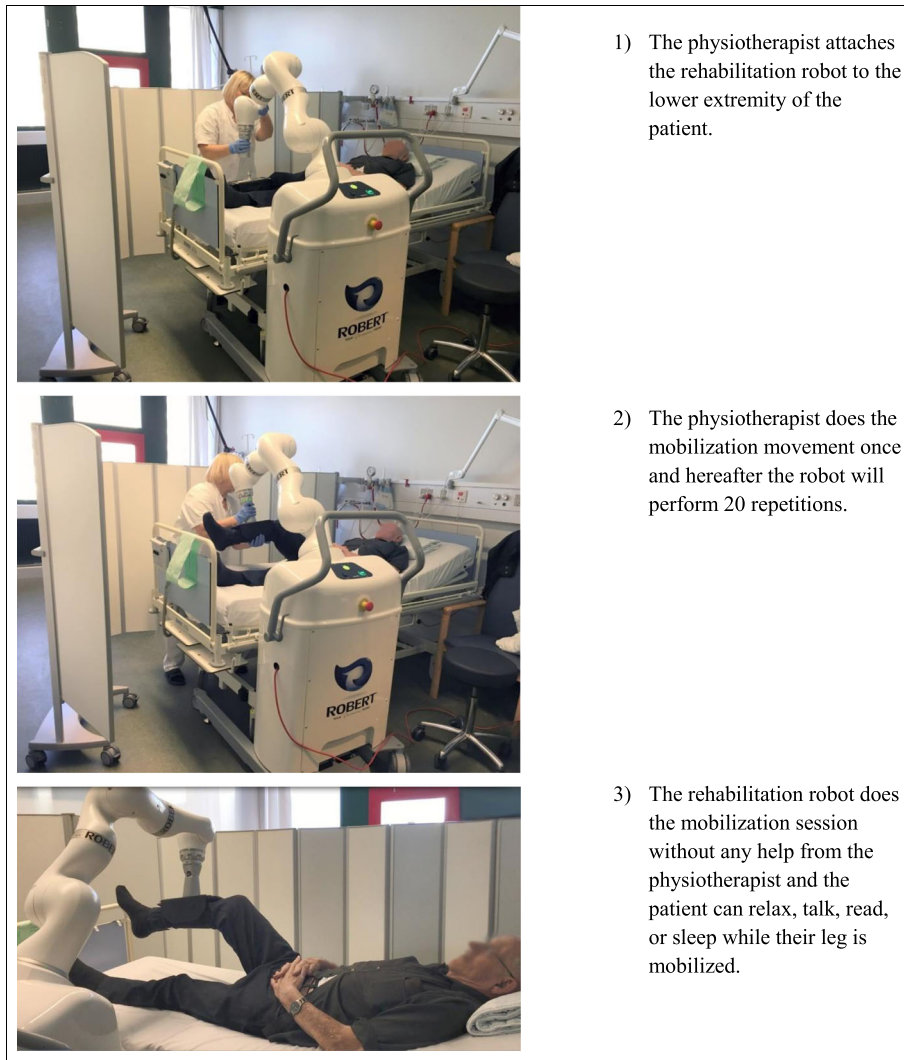 1) The physiotherapist attaches
the rehabilitation robot to the
lower extremity of the
patient.
ROBERT
2) The physiotherapist does the
mobilization movement once
and hereafter the robot will
perform 20 repetitions.
ROBERT
3) The rehabilitation robot does
the mobilization session
without any help from the
physiotherapist and the
patient can relax, talk, read,
or sleep while their leg is
mobilized.